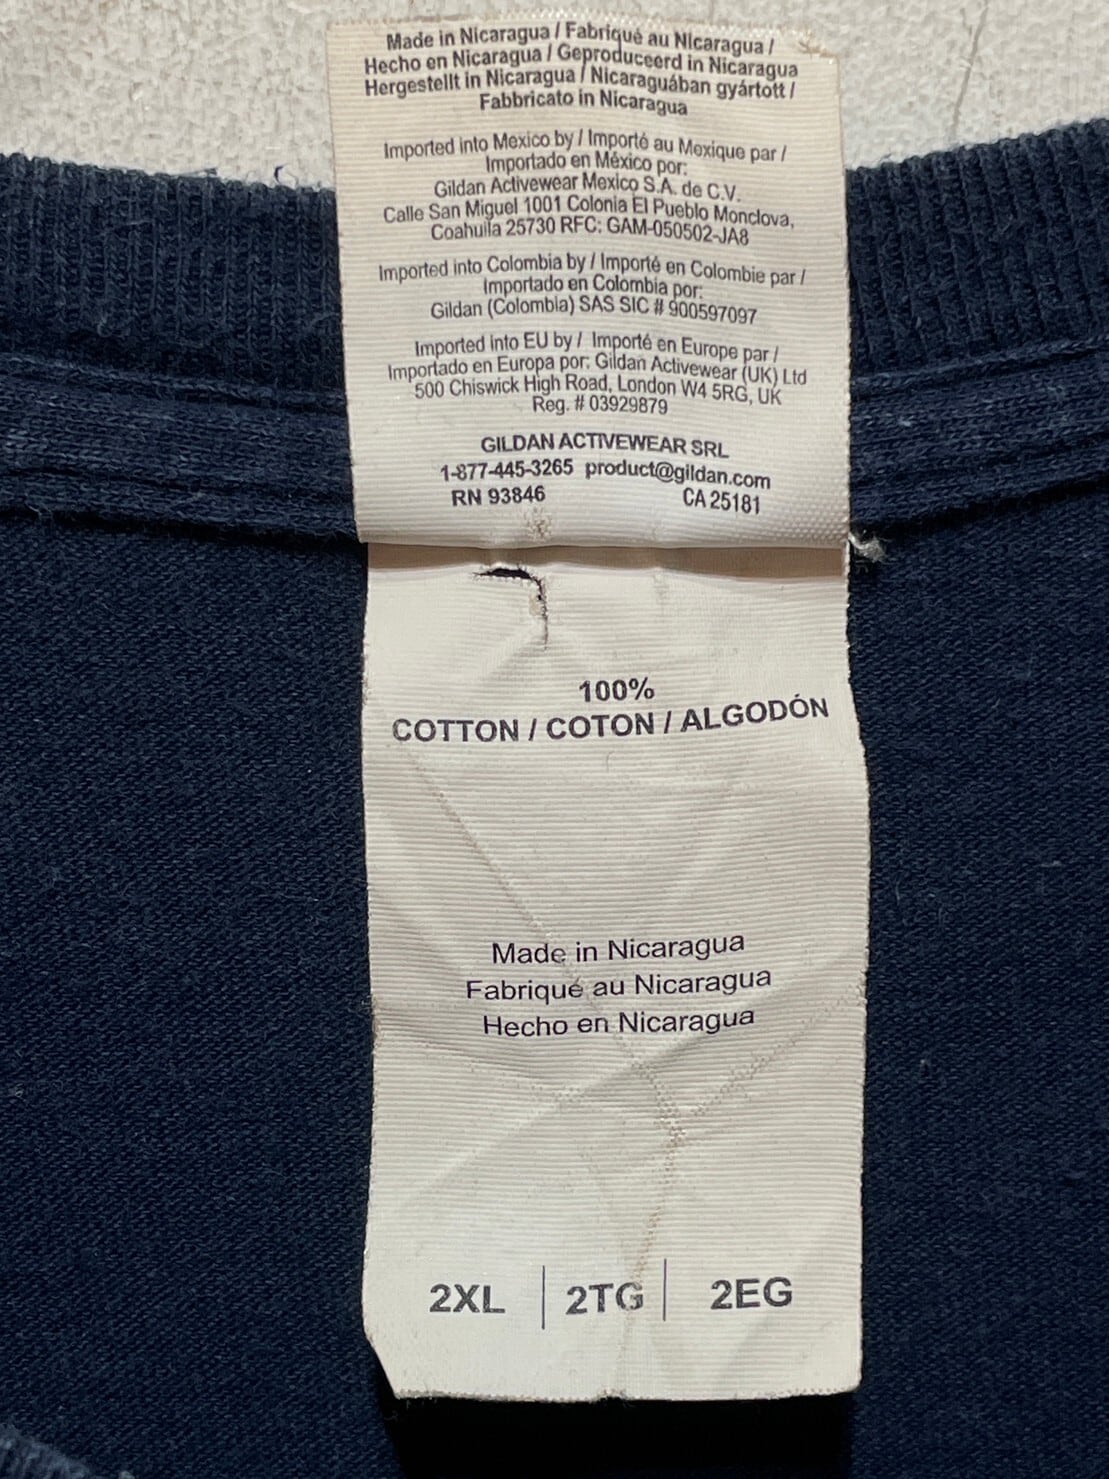 Made in Nicaragua / Fabriqué au Nicaragua /
Hecho en Nicaragua / Geproduceerd in Nicaragua
Hergestellt in Nicaragua / Nicaraguában gyártott /
Fabbricato in Nicaragua
Imported into Mexico by / Importé au Mexique par /
Importado en México por:
Gildan Activewear Mexico S.A. de C.V.
Calle San Miguel 1001 Colonia El Pueblo Monclova,
Coahuila 25730 RFC: GAM-050502-JA8
Imported into Colombia by / Importé en Colombie par /
Importado en Colombia por:
Gildan (Colombia) SAS SIC # 900597097
Imported into EU by / Importé en Europe par /
Importado en Europa por: Gildan Activewear (UK) Ltd
500 Chiswick High Road, London W4 5RG, UK
Reg. # 03929879
GILDAN ACTIVEWEAR SRL
1-877-445-3265 product@gildan.com
RN 93846 CA 25181
100%
COTTON / COTON / ALGODÓN
Made in Nicaragua
Fabriqué au Nicaragua
Hecho en Nicaragua
2XL | 2TG | 2EG